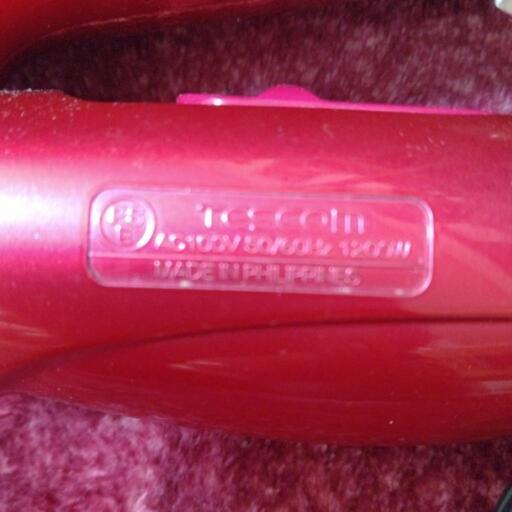 Tescom
AC100V 50/60Hz 1200W
MADE IN PHILIPPINES